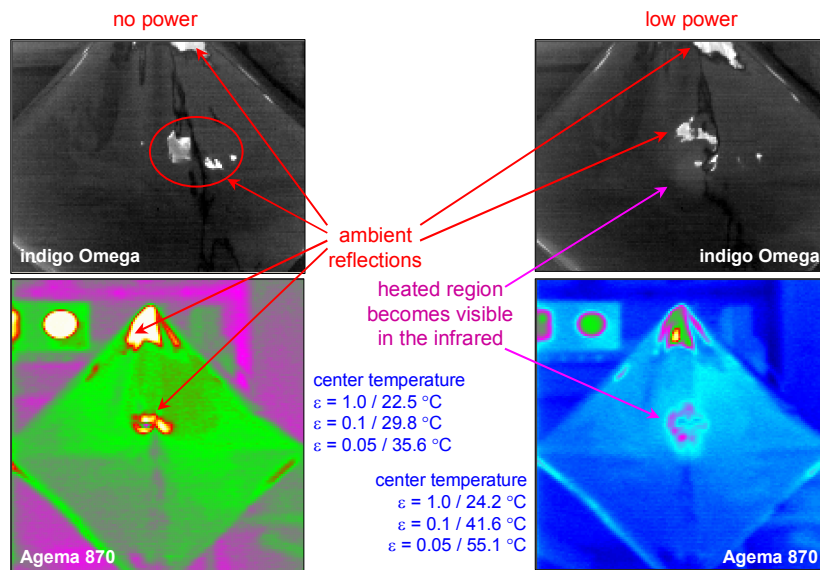 no power
low power
indigo Omega
indigo Omega
ambient
reflections
heated region
becomes visible
in the infrared
center temperature
ε = 1.0 / 22.5 °C
ε = 0.1 / 29.8 °C
ε = 0.05 / 35.6 °C
center temperature
ε = 1.0 / 24.2 °C
ε = 0.1 / 41.6 °C
ε = 0.05 / 55.1 °C
Agema 870
Agema 870